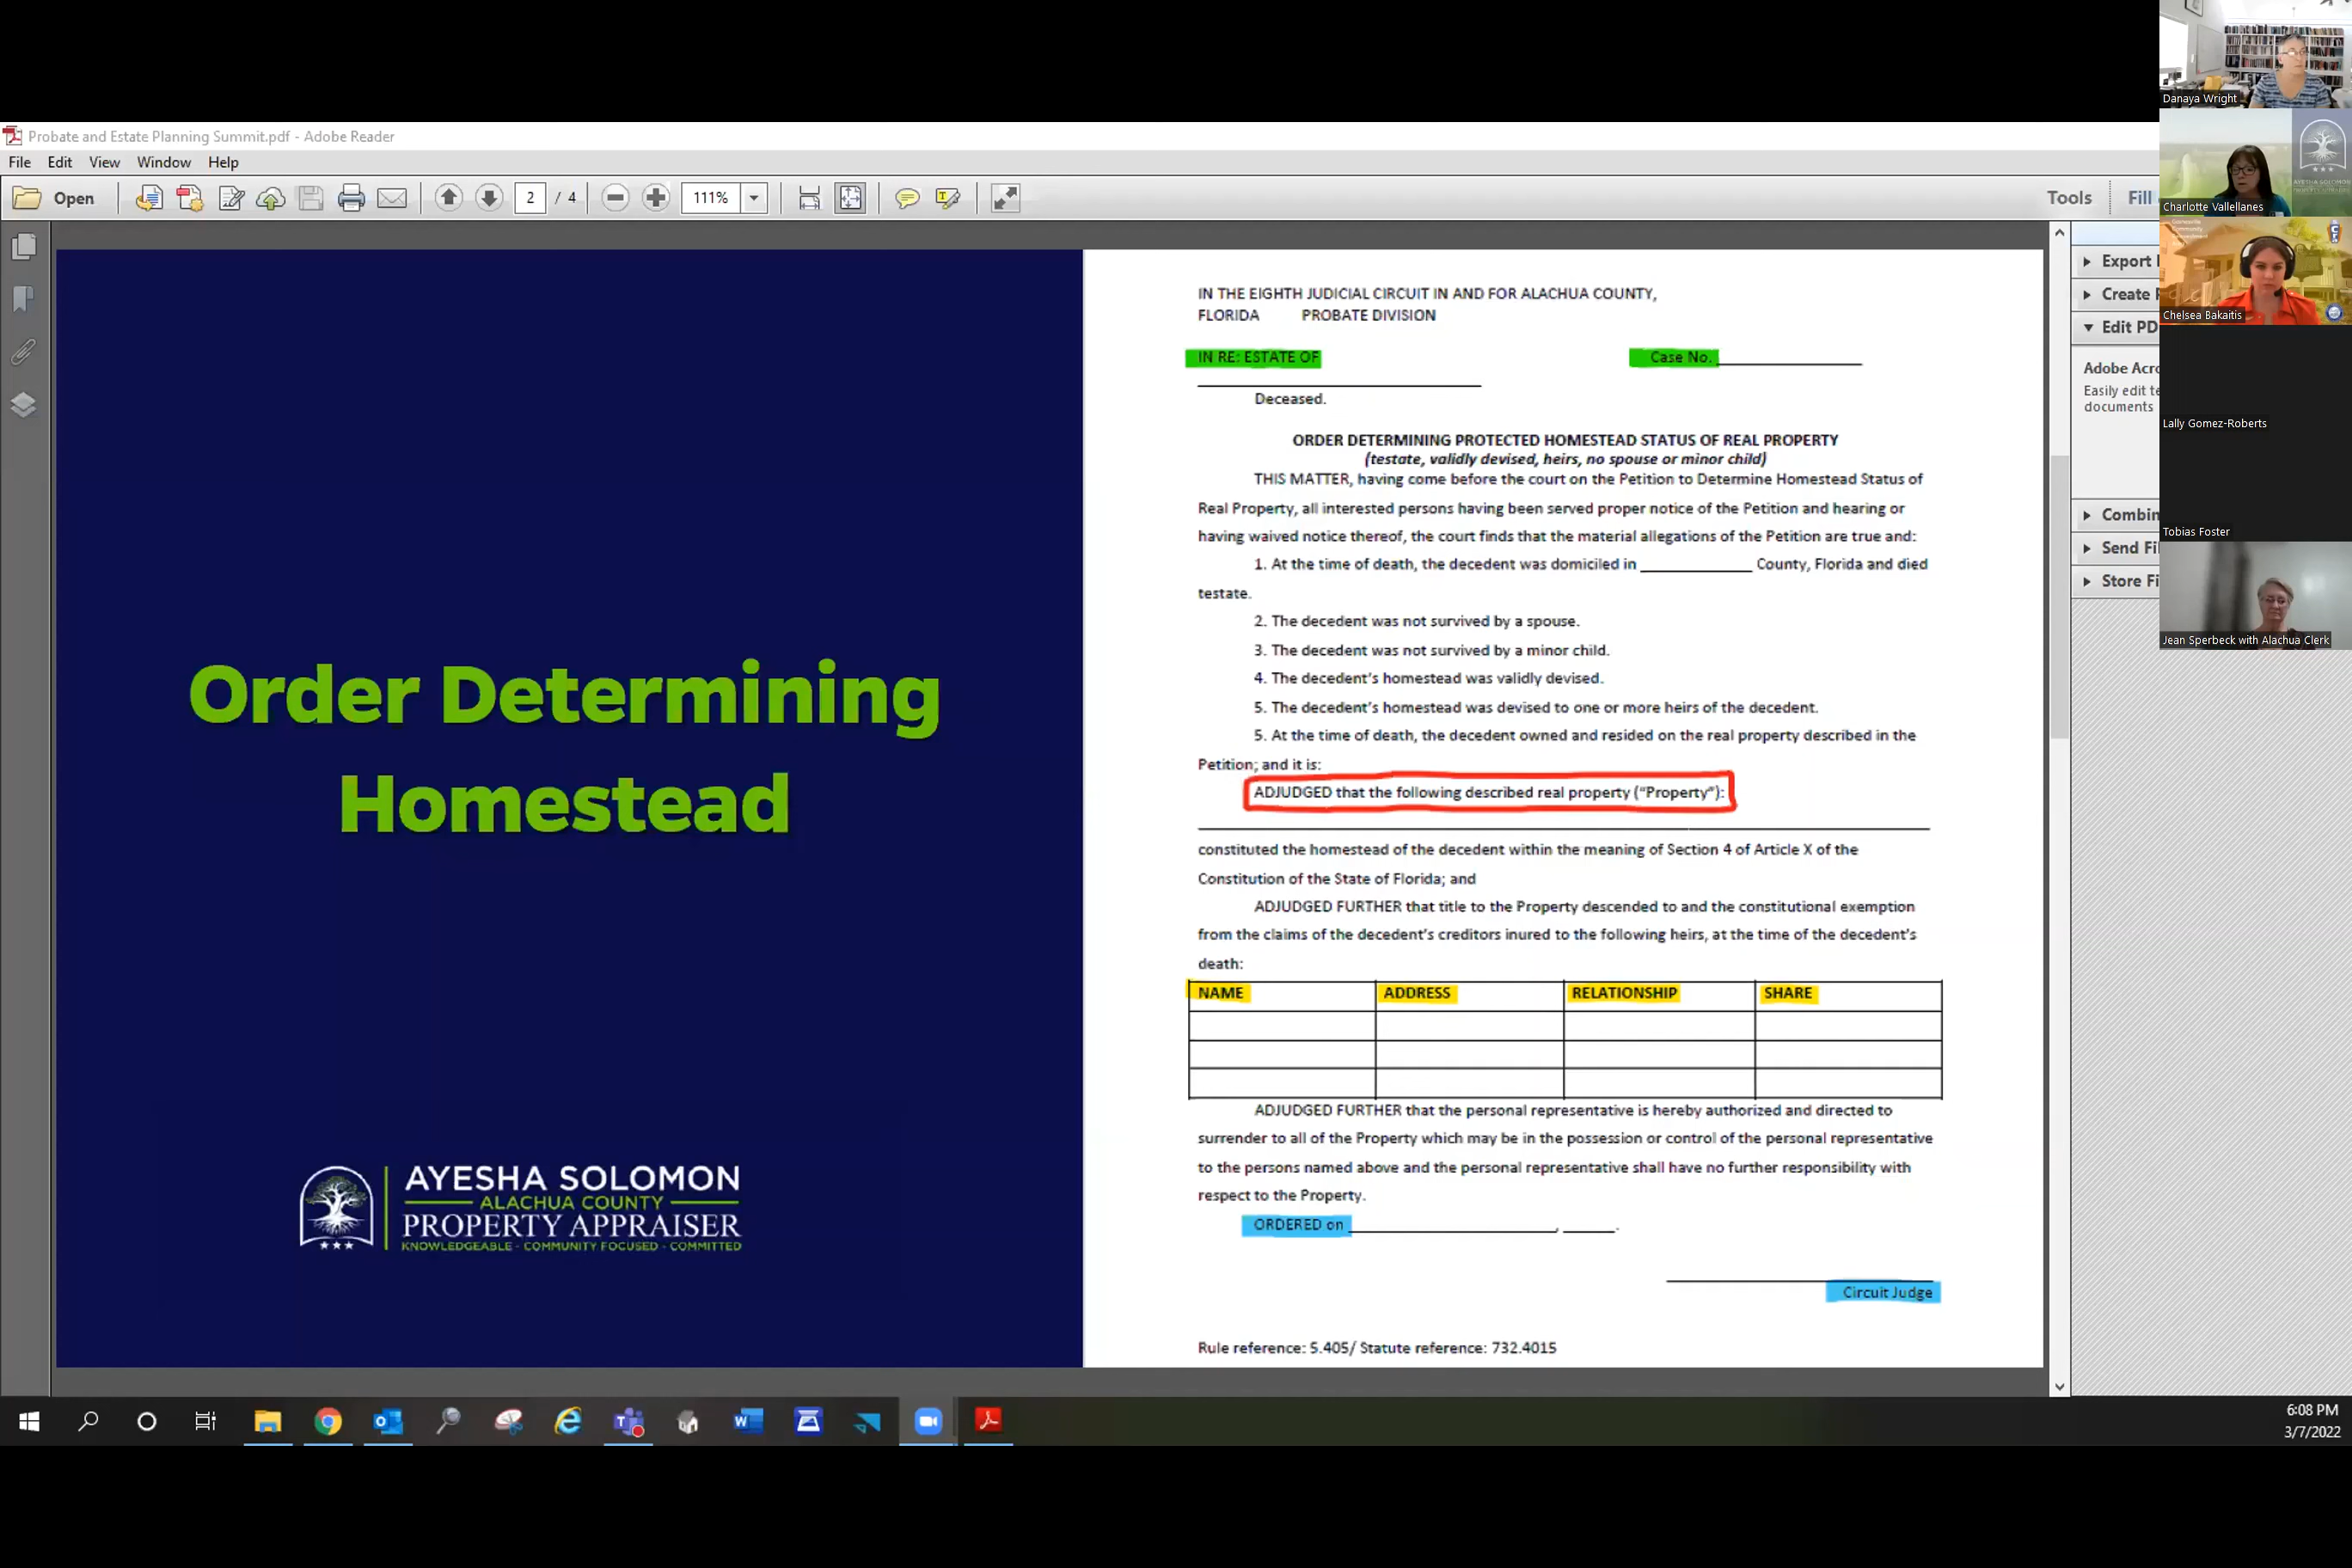 Probate and Estate Planning Summit.pdf - Adobe Reader
File Edit View Window Help
Open 2 / 4 111% Tools Fill
Order Determining
Homestead
AYESHA SOLOMON
ALACHUA COUNTY
PROPERTY APPRAISER
KNOWLEDGEABLE - COMMUNITY FOCUSED - COMMITTED
IN THE EIGHTH JUDICIAL CIRCUIT IN AND FOR ALACHUA COUNTY,
FLORIDA PROBATE DIVISION
IN RE: ESTATE OF Case No.
Deceased.
ORDER DETERMINING PROTECTED HOMESTEAD STATUS OF REAL PROPERTY
(testate, validly devised, heirs, no spouse or minor child)
THIS MATTER, having come before the court on the Petition to Determine Homestead Status of
Real Property, all interested persons having been served proper notice of the Petition and hearing or
having waived notice thereof, the court finds that the material allegations of the Petition are true and:
1. At the time of death, the decedent was domiciled in ____________ County, Florida and died
testate.
2. The decedent was not survived by a spouse.
3. The decedent was not survived by a minor child.
4. The decedent's homestead was validly devised.
5. The decedent's homestead was devised to one or more heirs of the decedent.
5. At the time of death, the decedent owned and resided on the real property described in the
Petition; and it is:
ADJUDGED that the following described real property ("Property"):
constituted the homestead of the decedent within the meaning of Section 4 of Article X of the
Constitution of the State of Florida; and
ADJUDGED FURTHER that title to the Property descended to and the constitutional exemption
from the claims of the decedent's creditors inured to the following heirs, at the time of the decedent's
death:
NAME ADDRESS RELATIONSHIP SHARE
ADJUDGED FURTHER that the personal representative is hereby authorized and directed to
surrender to all of the Property which may be in the possession or control of the personal representative
to the persons named above and the personal representative shall have no further responsibility with
respect to the Property.
ORDERED on ____________, _____.
Circuit Judge
Rule reference: 5.405/ Statute reference: 732.4015
Export
Create
Edit PD
Adobe Acro
Easily edit te
documents
Combin
Send Fi
Store Fi
Danaya Wright
Charlotte Vallellanes
Chelsea Bakaitis
Lally Gomez-Roberts
Tobias Foster
Jean Sperbeck with Alachua Clerk
6:08 PM
3/7/2022